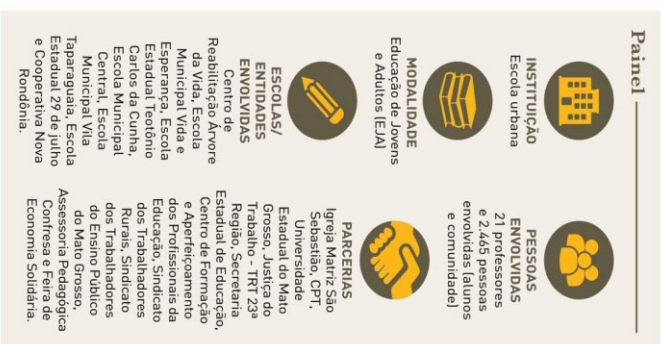 Painel
INSTITUIÇÃO
Escola urbana
PESSOAS
ENVOLVIDAS
21 professores
e 2.465 pessoas
envolvidas (alunos
e comunidade)
MODALIDADE
Educação de Jovens
e Adultos (EJA)
PARCERIAS
Igreja Matriz São
Sebastião, CPT,
Universidade
Estadual do Mato
Grosso, Justiça do
Trabalho - TRT 23ª
Região, Secretaria
Estadual de Educação,
Centro de Formação
e Aperfeiçoamento
dos Profissionais da
Educação, Sindicato
dos Trabalhadores
Rurais, Sindicato
dos Trabalhadores
do Ensino Público
do Mato Grosso,
Assessoria Pedagógica
Confresa e Feira de
Economia Solidária.
ESCOLAS/
ENTIDADES
ENVOLVIDAS
Centro de
Reabilitação Árvore
da Vida, Escola
Municipal Vida e
Esperança, Escola
Estadual Teotônio
Carlos da Cunha,
Escola Municipal
Central, Escola
Municipal Vila
Taparaguaia, Escola
Estadual 29 de julho
e Cooperativa Nova
Rondônia.